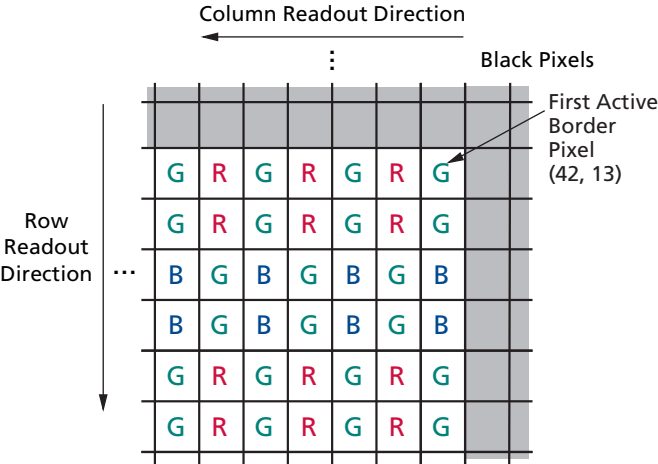 Column Readout Direction
...
Black Pixels
First Active
Border
Pixel
(42, 13)
G R G R G R G
G R G R G R G
Row
Readout
Direction
...
B G B G B G B
B G B G B G B
G R G R G R G
G R G R G R G